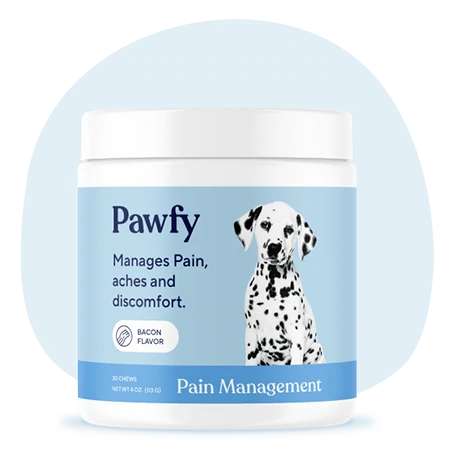 Pawfy
Manages Pain,
aches and
discomfort.
BACON
FLAVOR
30 CHEWS
NET WT 4 OZ. (113 G)
Pain Management